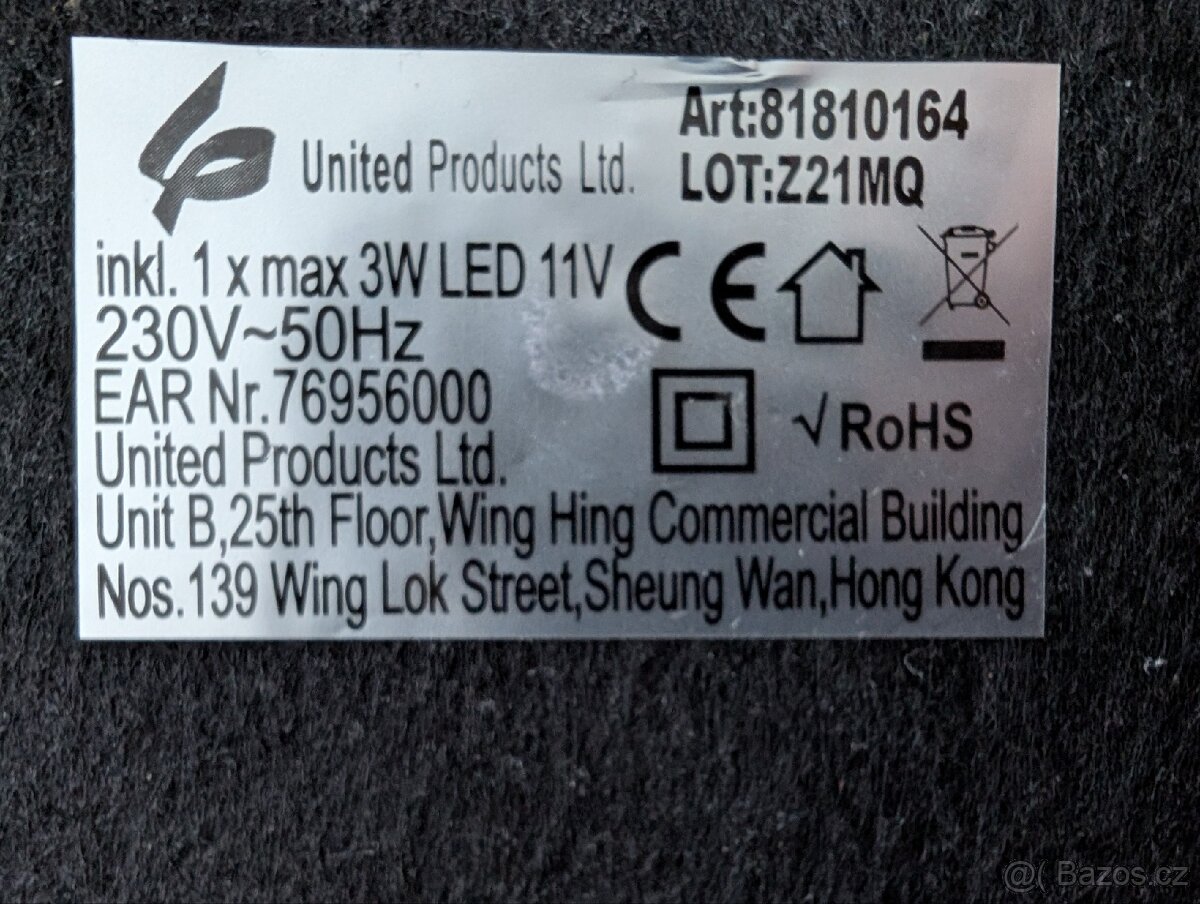 United Products Ltd.
Art:81810164
LOT:Z21MQ
inkl. 1 x max 3W LED 11V
CE
230V~50Hz
EAR Nr.76956000
√RoHS
United Products Ltd.
Unit B,25th Floor,Wing Hing Commercial Building
Nos.139 Wing Lok Street,Sheung Wan,Hong Kong
@( Bazos.cz